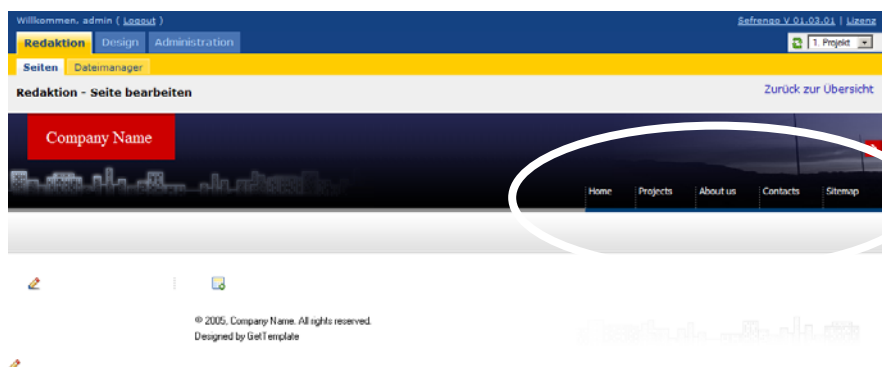 Willkommen, admin ( Logout )
Sefrengo V 01.03.01 | Lizenz
Redaktion Design Administration
1. Projekt
Seiten Dateimanager
Redaktion - Seite bearbeiten
Zurück zur Übersicht
Company Name
Home Projects About us Contacts Sitemap
© 2005, Company Name. All rights reserved.
Designed by GetTemplate